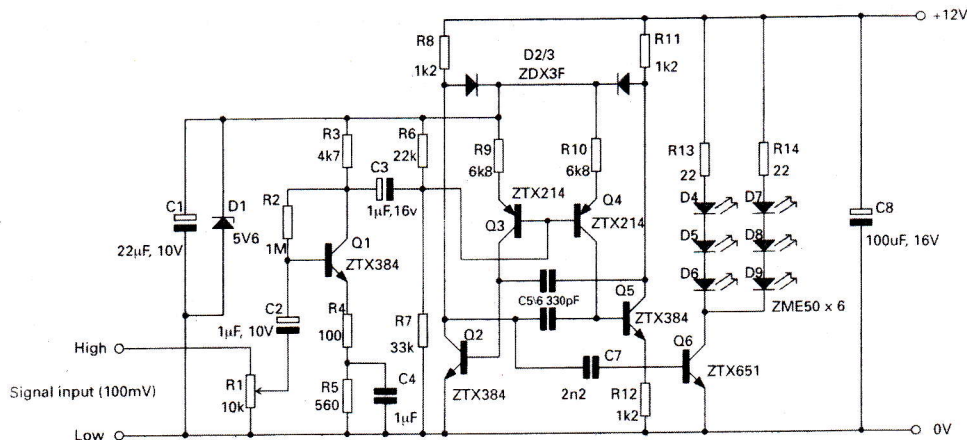 +12V
R8
1k2
D2/3
ZDX3F
R11
1k2
R3
4k7
R6
22k
C3
1µF,16v
R9
6k8
R10
6k8
R13
22
R14
22
C1
22µF, 10V
D1
5V6
R2
1M
Q1
ZTX384
ZTX214
Q3
Q4
ZTX214
D4
D7
D5
D8
D6
D9
ZME50 x 6
C8
100uF, 16V
C2
1µF, 10V
R4
100
R7
33k
C5\6 330pF
Q5
ZTX384
Q2
ZTX384
C7
2n2
Q6
ZTX651
High
Signal input (100mV)
R1
10k
R5
560
C4
1µF
R12
1k2
Low
0V